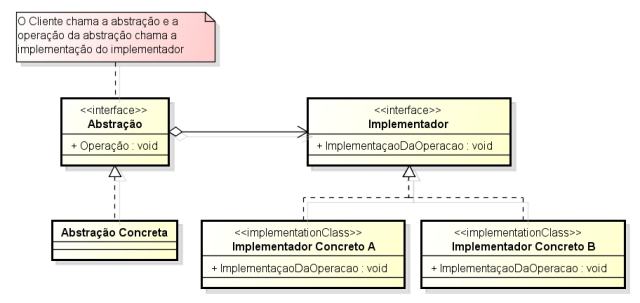 O Cliente chama a abstração e a
operação da abstração chama a
implementação do implementador
<<interface>>
Abstração
+ Operação : void
<<interface>>
Implementador
+ ImplementaçaoDaOperacao : void
Abstração Concreta
<<implementationClass>>
Implementador Concreto A
+ ImplementaçaoDaOperacao : void
<<implementationClass>>
Implementador Concreto B
+ ImplementaçaoDaOperacao : void